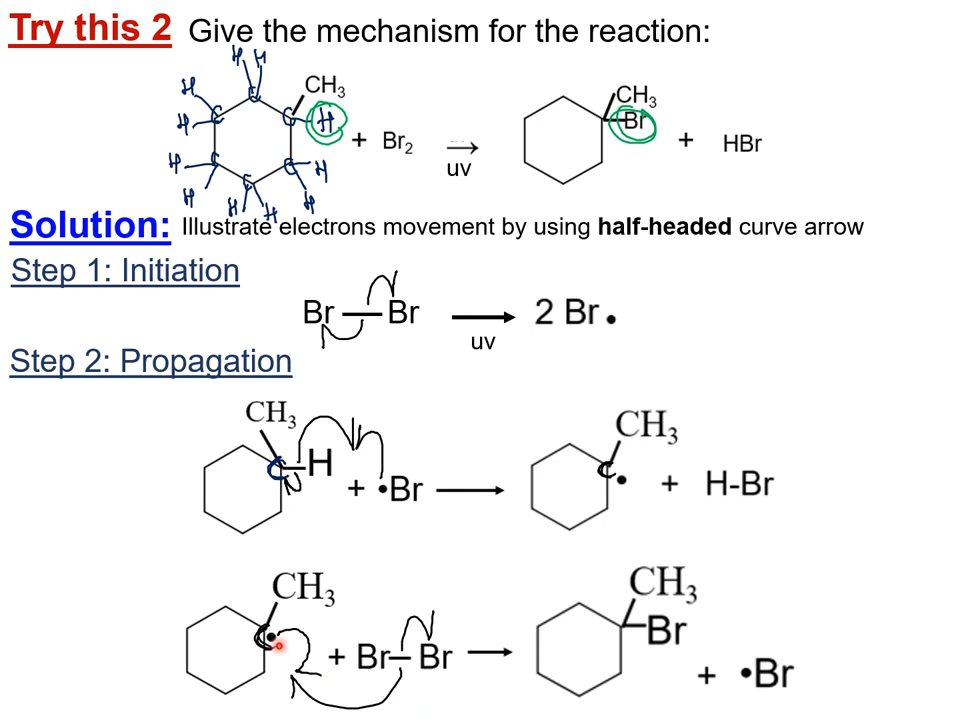 Try this 2 Give the mechanism for the reaction:
H H
H CH₃ CH₃
C
H C C H + Br₂ → Br + HBr
uv
H C C H
C
H H H H
Solution: Illustrate electrons movement by using half-headed curve arrow
Step 1: Initiation
Br — Br → 2 Br •
uv
Step 2: Propagation
CH₃ CH₃
C - H + •Br → C • + H-Br
CH₃ CH₃
C • + Br – Br → Br + •Br